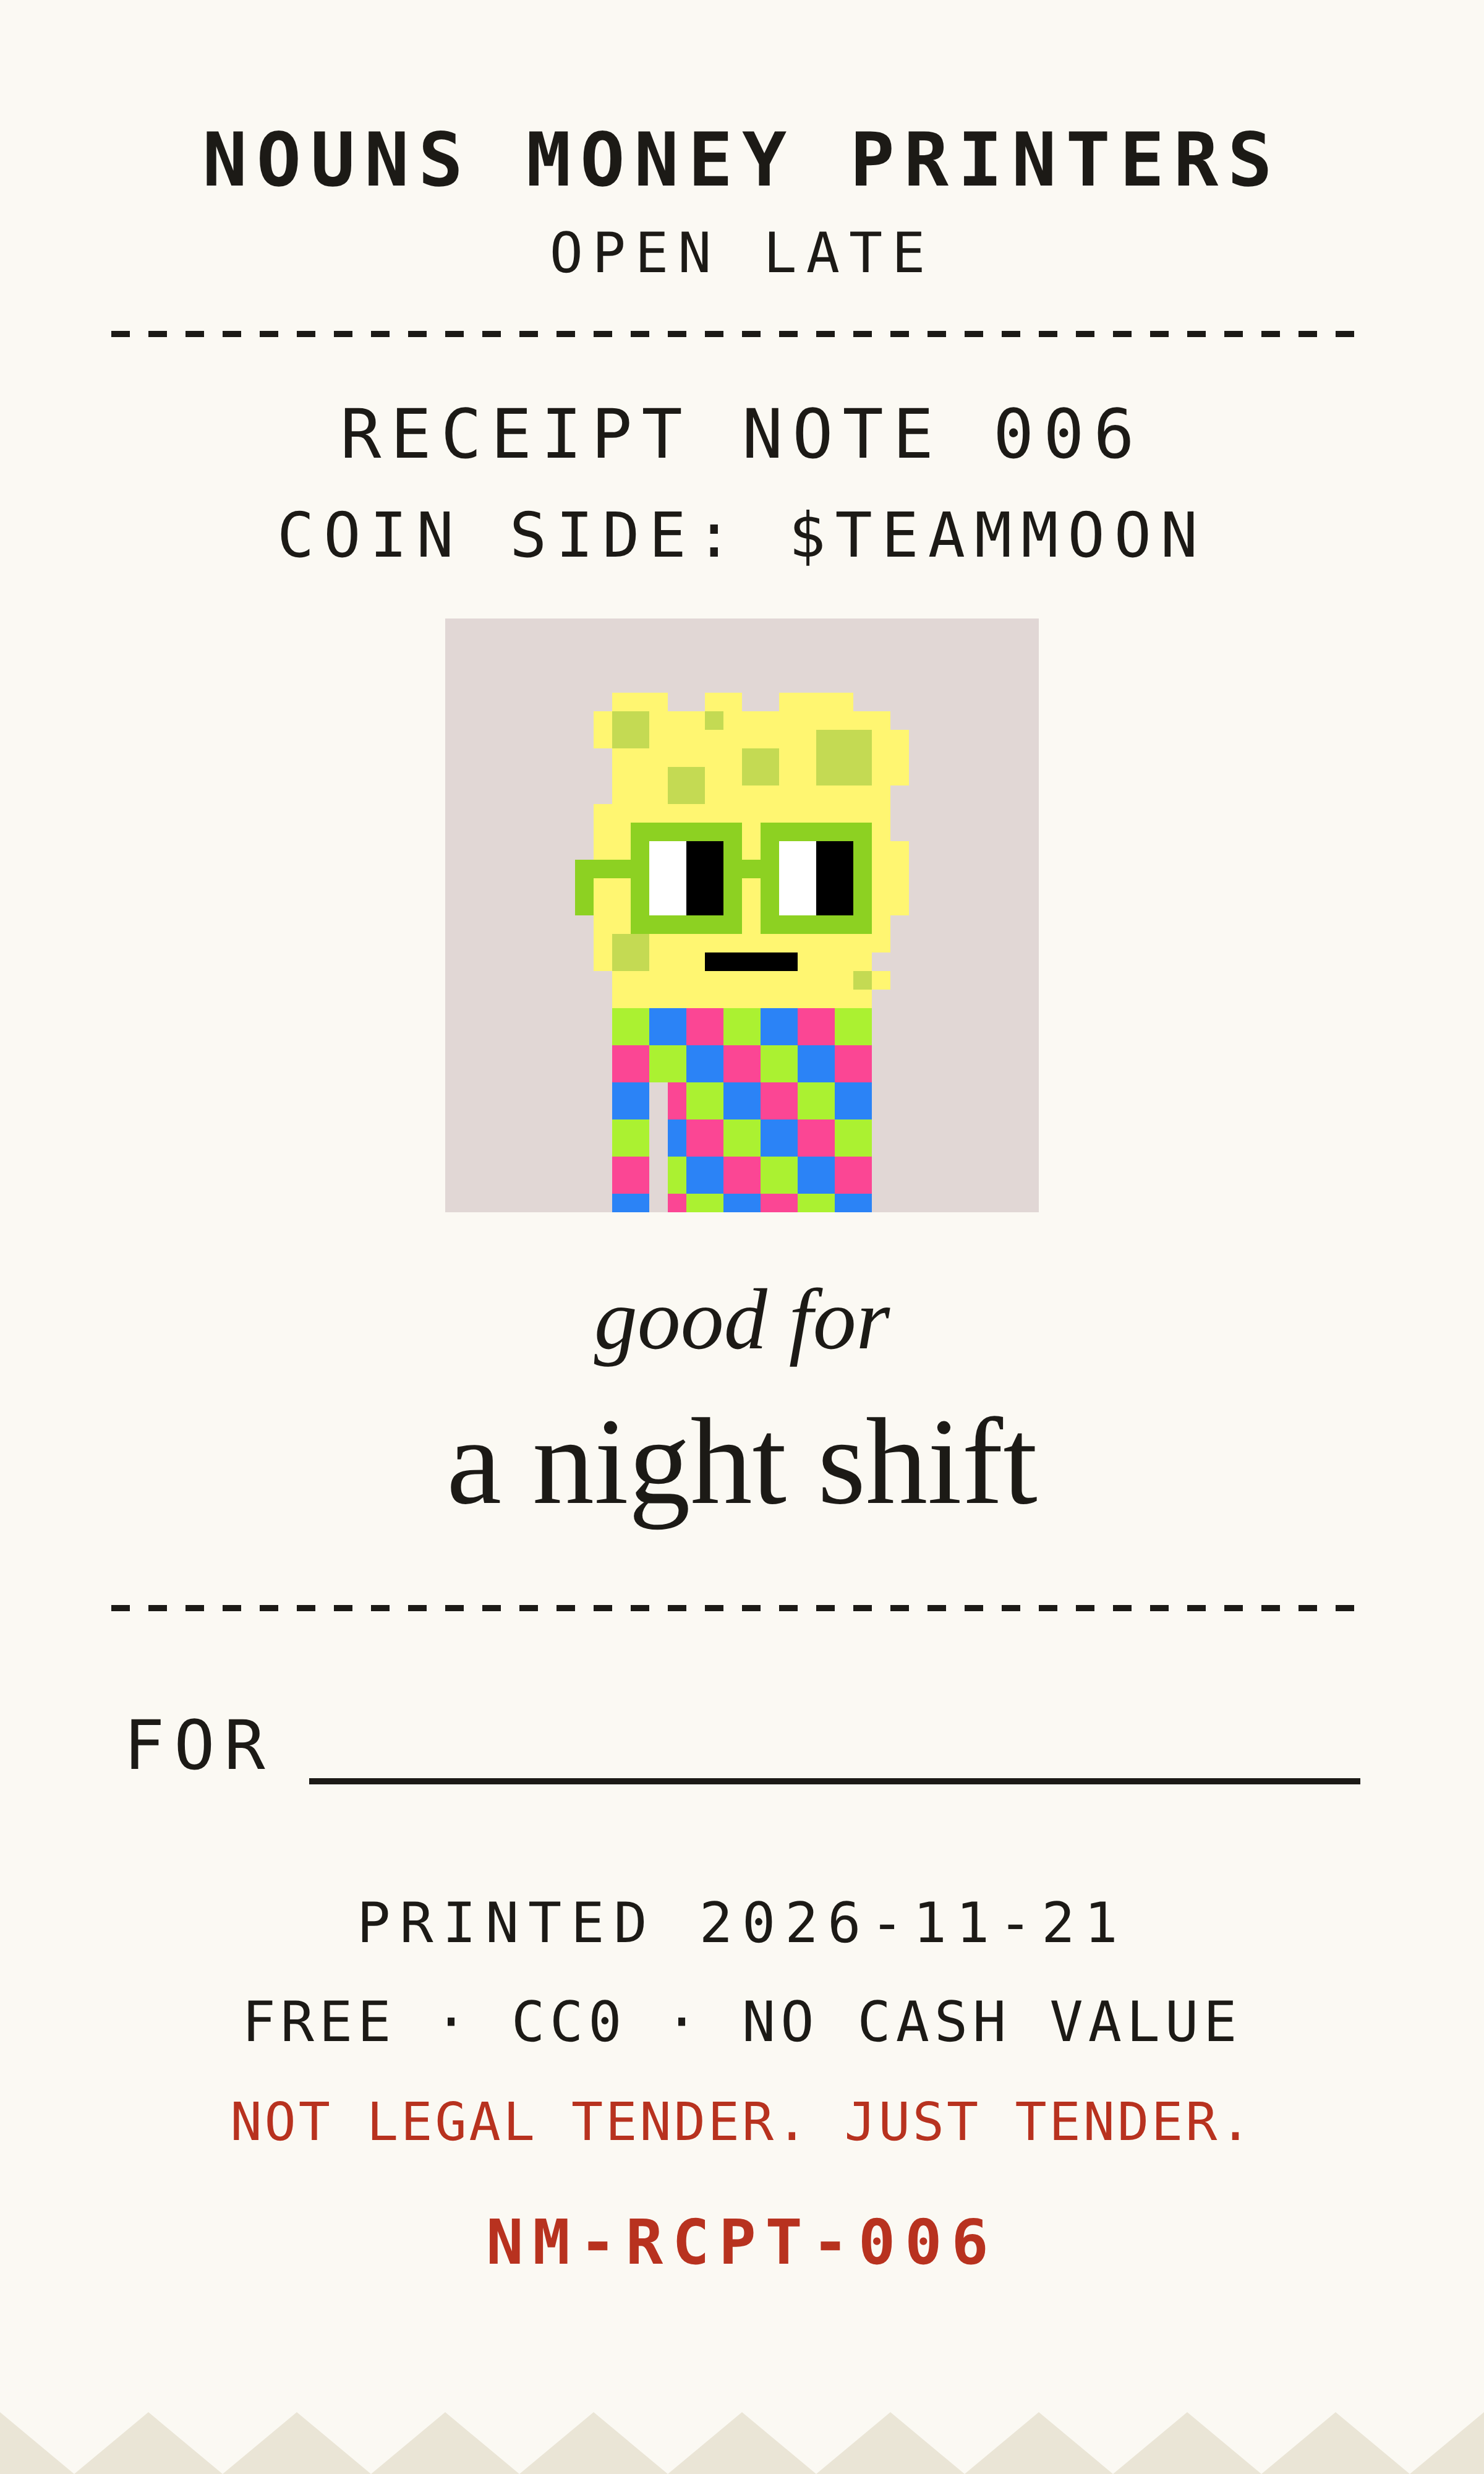 NOUNS MONEY PRINTERS
OPEN LATE
RECEIPT NOTE 006
COIN SIDE: $TEAMMOON
good for
a night shift
FOR
PRINTED 2026-11-21
FREE · CC0 · NO CASH VALUE
NOT LEGAL TENDER. JUST TENDER.
NM-RCPT-006